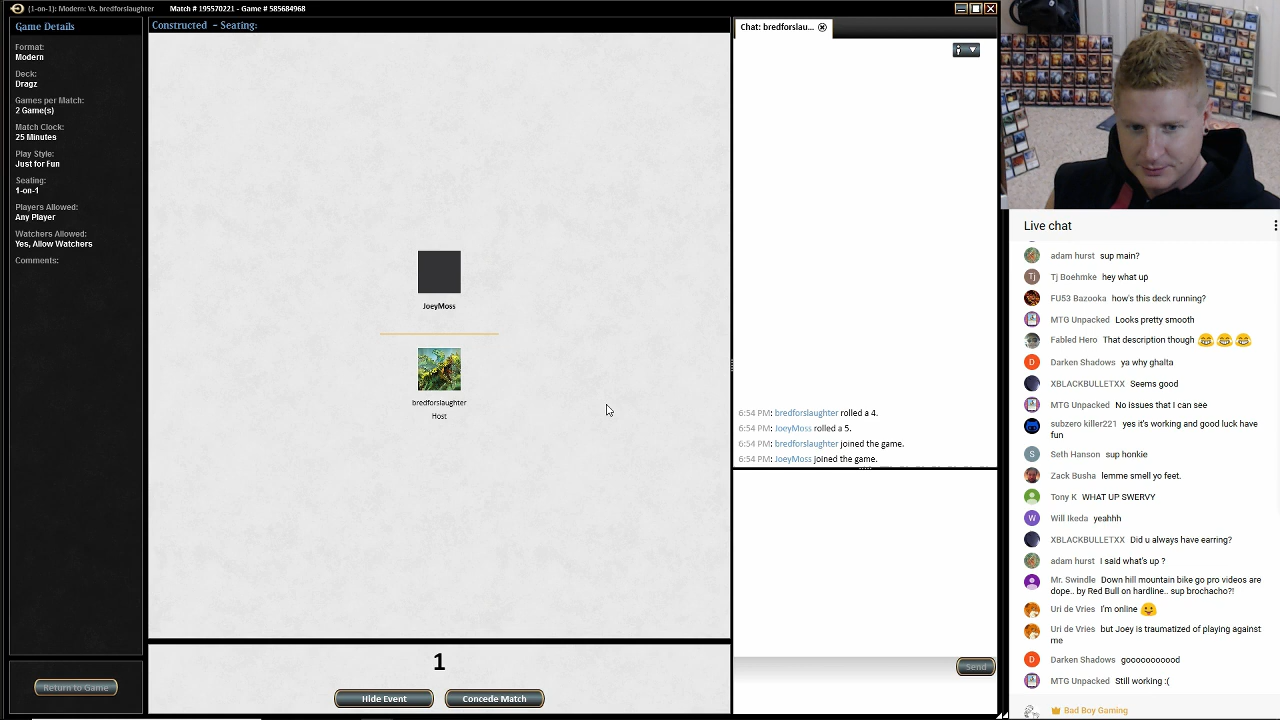 (1-on-1): Modern: Vs. bredforslaughter
Match # 195570221 - Game # 585684968
Game Details
Format:
Modern
Deck:
Dragz
Games per Match:
2 Game(s)
Match Clock:
25 Minutes
Play Style:
Just for Fun
Seating:
1-on-1
Players Allowed:
Any Player
Watchers Allowed:
Yes, Allow Watchers
Comments:
Return to Game
Constructed - Seating:
JoeyMoss
bredforslaughter
Host
1
Hide Event
Concede Match
Chat: bredforslau...
6:54 PM: bredforslaughter rolled a 4.
6:54 PM: JoeyMoss rolled a 5.
6:54 PM: bredforslaughter joined the game.
6:54 PM: JoeyMoss joined the game.
Send
Live chat
adam hurst sup main?
Tj Boehmke hey what up
FU53 Bazooka how's this deck running?
MTG Unpacked Looks pretty smooth
Fabled Hero That description though 😂 😂 😂
D
Darken Shadows ya why ghalta
XBLACKBULLETXX Seems good
MTG Unpacked No issues that I can see
subzero killer221 yes it's working and good luck have
fun
S
Seth Hanson sup honkie
Zack Busha lemme smell yo feet.
Tony K WHAT UP SWERVY
W
Will Ikeda yeahhh
XBLACKBULLETXX Did u always have earring?
adam hurst I said what's up ?
Mr. Swindle Down hill mountain bike go pro videos are
dope.. by Red Bull on hardline.. sup brochacho?!
Uri de Vries I'm online 😛
Uri de Vries but Joey is traumatized of playing against
me
D
Darken Shadows goooooooood
MTG Unpacked Still working :(
Bad Boy Gaming